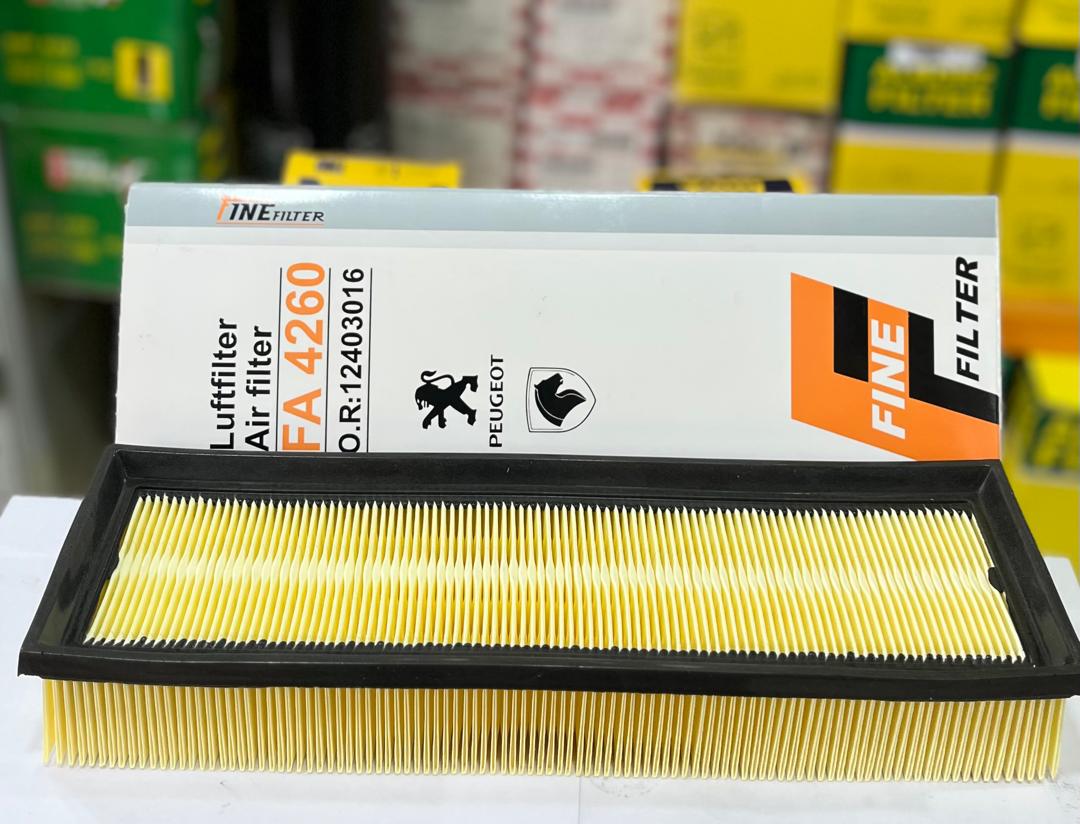 FINE FILTER
Luftfilter
Air filter
FA 4260
O.R:12403016
PEUGEOT
FINE
FILTER